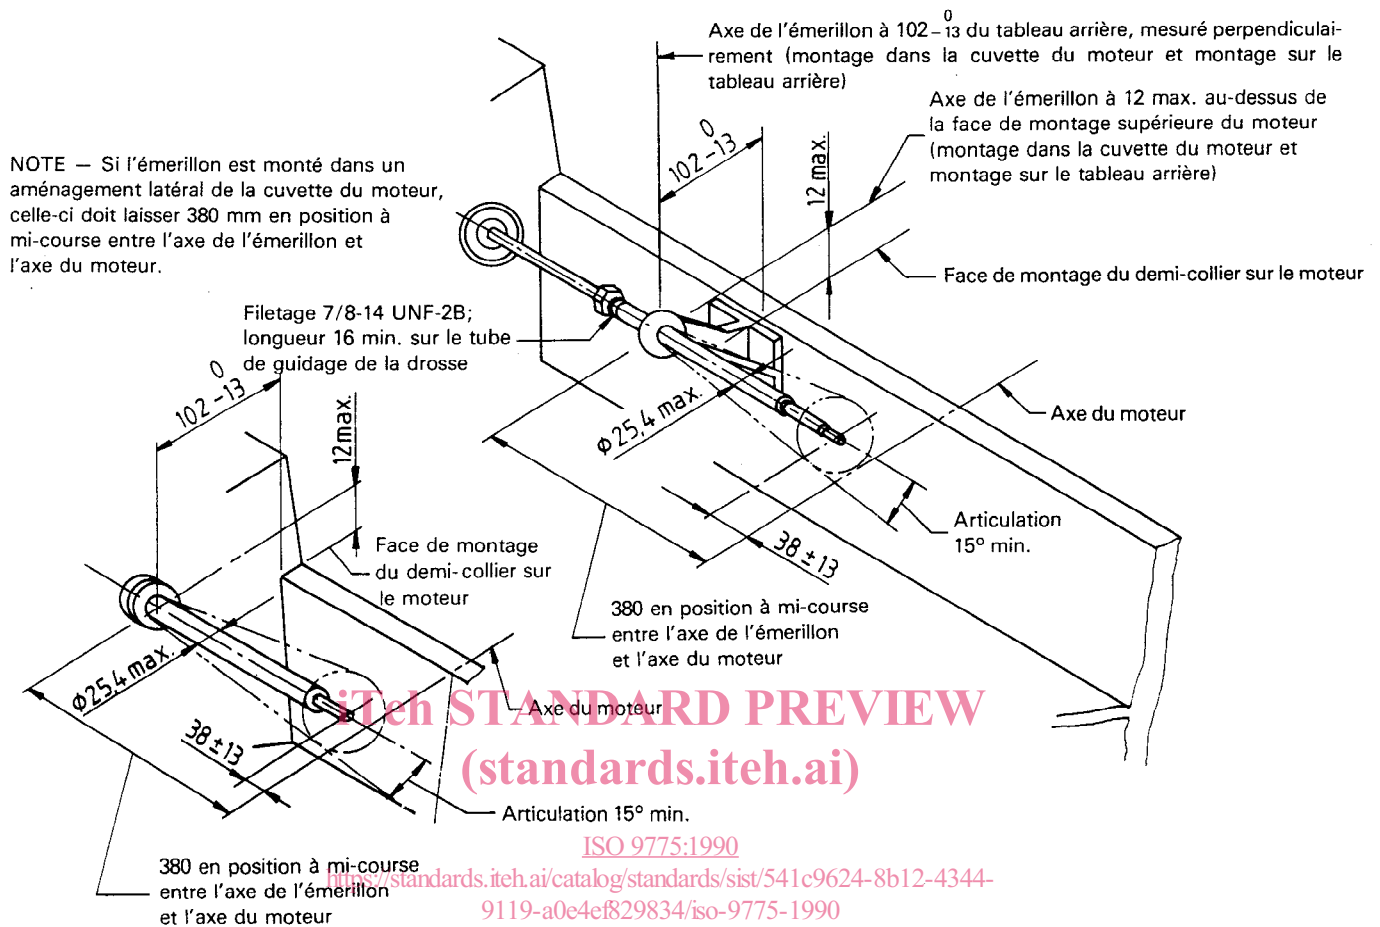 Axe de l'émerillon à 102 0 −13 du tableau arrière, mesuré perpendiculai-
rement (montage dans la cuvette du moteur et montage sur le
tableau arrière)
Axe de l'émerillon à 12 max. au-dessus de
la face de montage supérieure du moteur
(montage dans la cuvette du moteur et
montage sur le tableau arrière)
102 0 −13
12 max.
NOTE — Si l'émerillon est monté dans un
aménagement latéral de la cuvette du moteur,
celle-ci doit laisser 380 mm en position à
mi-course entre l'axe de l'émerillon et
l'axe du moteur.
Face de montage du demi-collier sur le moteur
Filetage 7/8-14 UNF-2B;
longueur 16 min. sur le tube
de guidage de la drosse
102 0 −13
12 max.
Φ 25,4 max.
Axe du moteur
Articulation
15° min.
38 ± 13
Face de montage
du demi-collier sur
le moteur
380 en position à mi-course
entre l'axe de l'émerillon
et l'axe du moteur
Φ 25,4 max.
Axe du moteur
iTeh STANDARD PREVIEW
(standards.iteh.ai)
38 ± 13
Articulation 15° min.
ISO 9775:1990
380 en position à mi-course
entre l'axe de l'émerillon
et l'axe du moteur
https://standards.iteh.ai/catalog/standards/sist/541c9624-8b12-4344-
9119-a0e4ef829834/iso-9775-1990